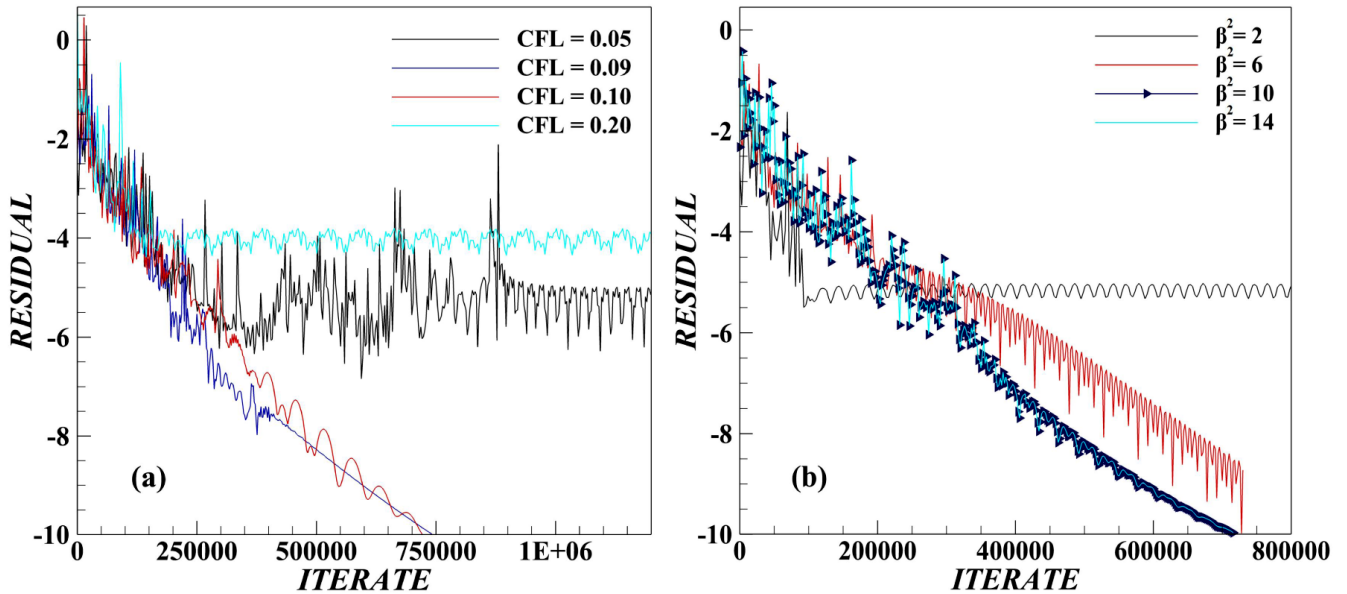 0
-2
-4
-6
-8
-10
RESIDUAL
CFL = 0.05
CFL = 0.09
CFL = 0.10
CFL = 0.20
(a)
0 250000 500000 750000 1E+06
ITERATE
0
-2
-4
-6
-8
-10
RESIDUAL
β² = 2
β² = 6
β² = 10
β² = 14
(b)
0 200000 400000 600000 800000
ITERATE